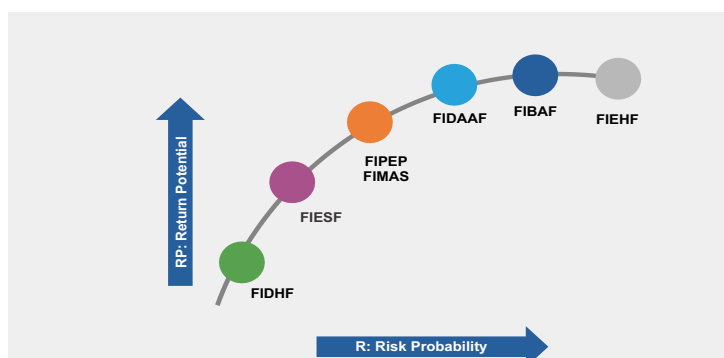 FIDAAF
FIBAF
FIEHF
FIPEP
FIMAS
FIESF
FIDHF
RP: Return Potential
R: Risk Probability